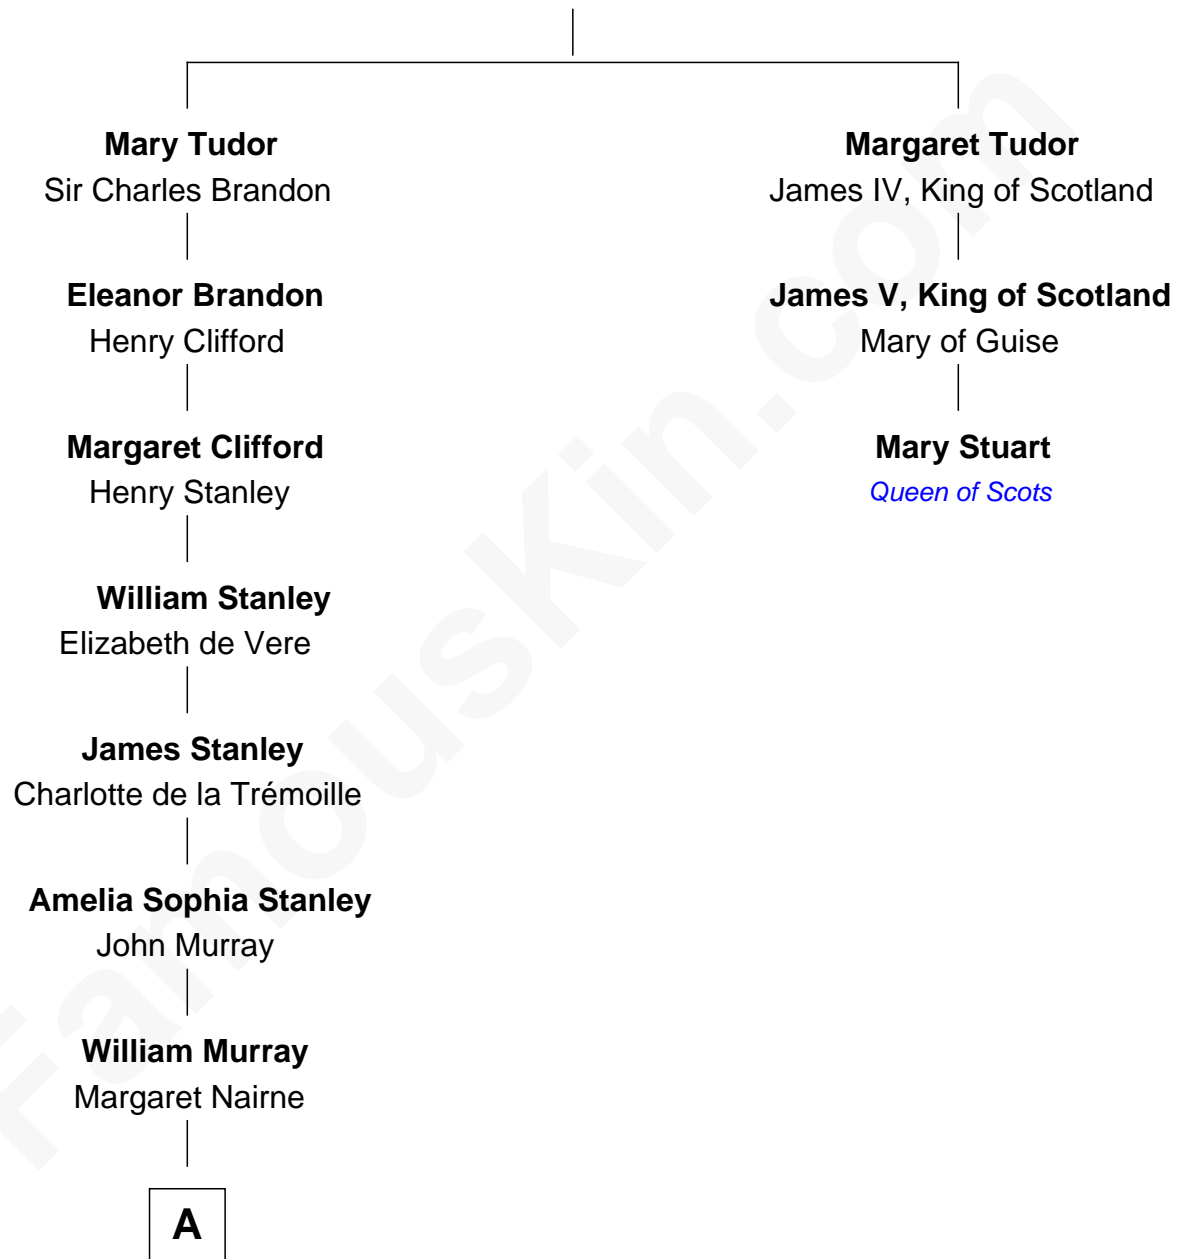 Mary Tudor
Sir Charles Brandon
Margaret Tudor
James IV, King of Scotland
Eleanor Brandon
Henry Clifford
James V, King of Scotland
Mary of Guise
Margaret Clifford
Henry Stanley
Mary Stuart
Queen of Scots
William Stanley
Elizabeth de Vere
James Stanley
Charlotte de la Trémoille
Amelia Sophia Stanley
John Murray
William Murray
Margaret Nairne
A
FamousKin.com